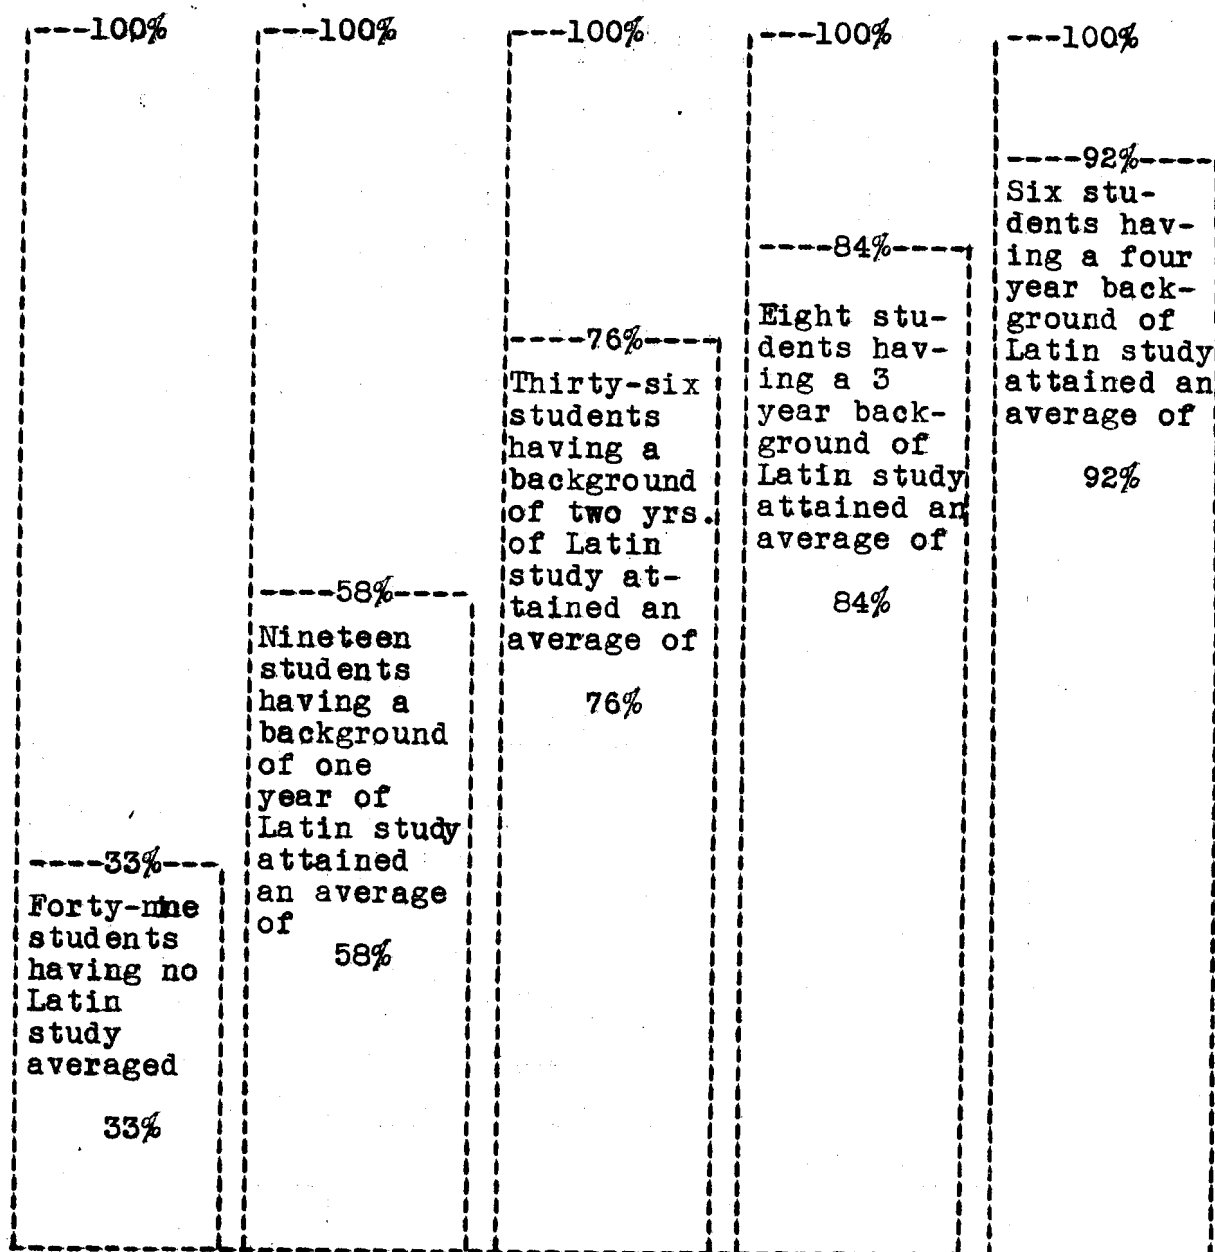 ---100%
----33%---
Forty-nine
students
having no
Latin
study
averaged
33%
---100%
----58%----
Nineteen
students
having a
background
of one
year of
Latin study
attained
an average
of
58%
---100%
----76%----
Thirty-six
students
having a
background
of two yrs.
of Latin
study at-
tained an
average of
76%
---100%
----84%----
Eight stu-
dents hav-
ing a 3
year back-
ground of
Latin study
attained an
average of
84%
---100%
----92%----
Six stu-
dents hav-
ing a four
year back-
ground of
Latin study
attained an
average of
92%